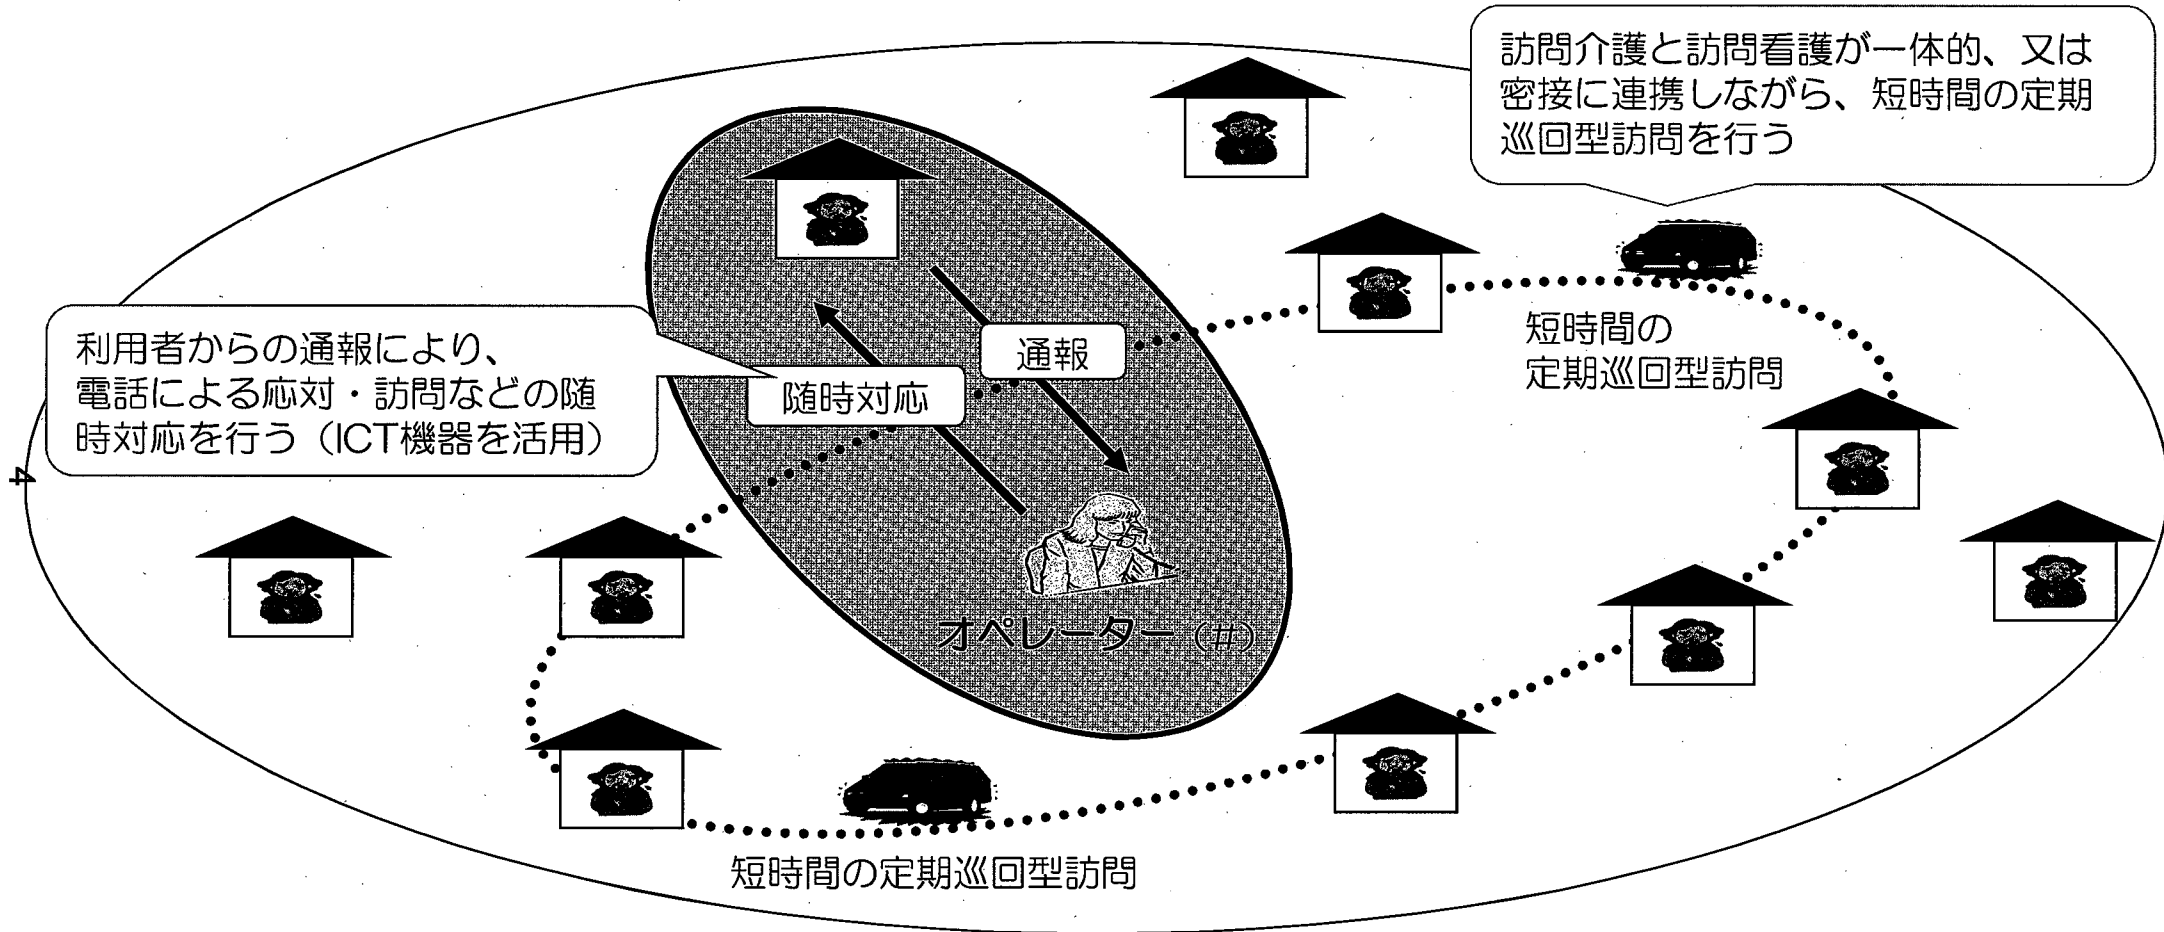 訪問介護と訪問看護が一体的、又は
密接に連携しながら、短時間の定期
巡回型訪問を行う
利用者からの通報により、
電話による応対・訪問などの随
時対応を行う（ICT機器を活用）
通報
随時対応
短時間の
定期巡回型訪問
オペレーター（＃）
短時間の定期巡回型訪問
4